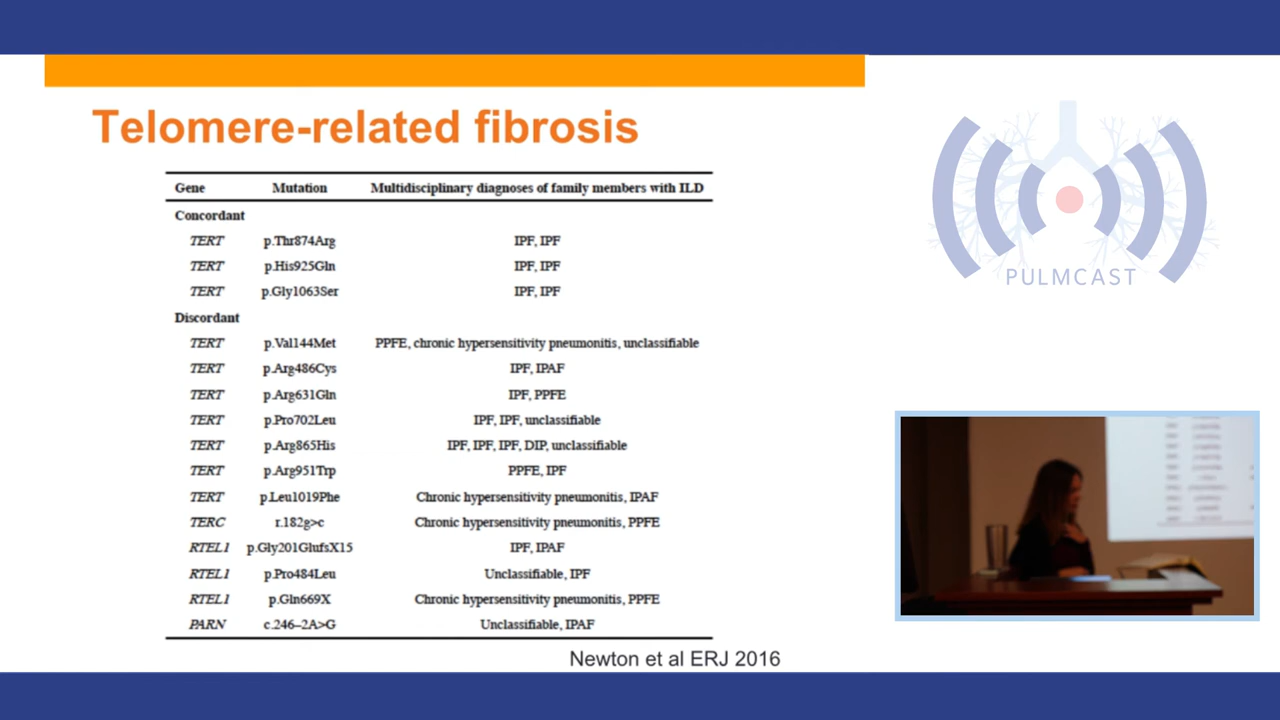 Telomere-related fibrosis
Gene Mutation Multidisciplinary diagnoses of family members with ILD
Concordant
TERT p.Thr874Arg IPF, IPF
TERT p.His925Gln IPF, IPF
TERT p.Gly1063Ser IPF, IPF
Discordant
TERT p.Val144Met PPFE, chronic hypersensitivity pneumonitis, unclassifiable
TERT p.Arg486Cys IPF, IPAF
TERT p.Arg631Gln IPF, PPFE
TERT p.Pro702Leu IPF, IPF, unclassifiable
TERT p.Arg865His IPF, IPF, IPF, DIP, unclassifiable
TERT p.Arg951Trp PPFE, IPF
TERT p.Leu1019Phe Chronic hypersensitivity pneumonitis, IPAF
TERC r.182g>c Chronic hypersensitivity pneumonitis, PPFE
RTEL1 p.Gly201GlufsX15 IPF, IPAF
RTEL1 p.Pro484Leu Unclassifiable, IPF
RTEL1 p.Gln669X Chronic hypersensitivity pneumonitis, PPFE
PARN c.246–2A>G Unclassifiable, IPAF
Newton et al ERJ 2016
PULMCAST